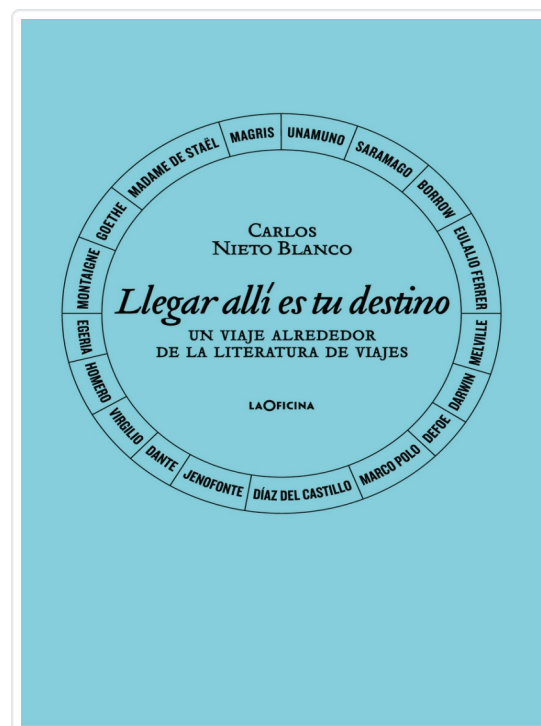 MAGRIS
UNAMUNO
SARAMAGO
BORROW
EULALIO FERRER
MELVILLE
DARWIN
DEFOE
MARCO POLO
DÍAZ DEL CASTILLO
JENOFONTE
DANTE
VIRGILIO
HOMERO
EGERIA
MONTAIGNE
GOETHE
MADAME DE STAËL
CARLOS
NIETO BLANCO
Llegar allí es tu destino
UN VIAJE ALREDEDOR
DE LA LITERATURA DE VIAJES
LAOFICINA